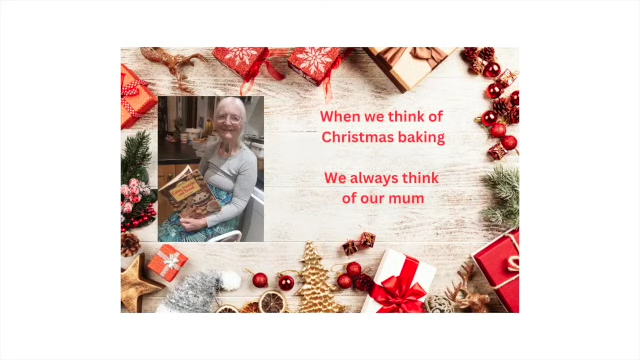 When we think of
Christmas baking
We always think
of our mum